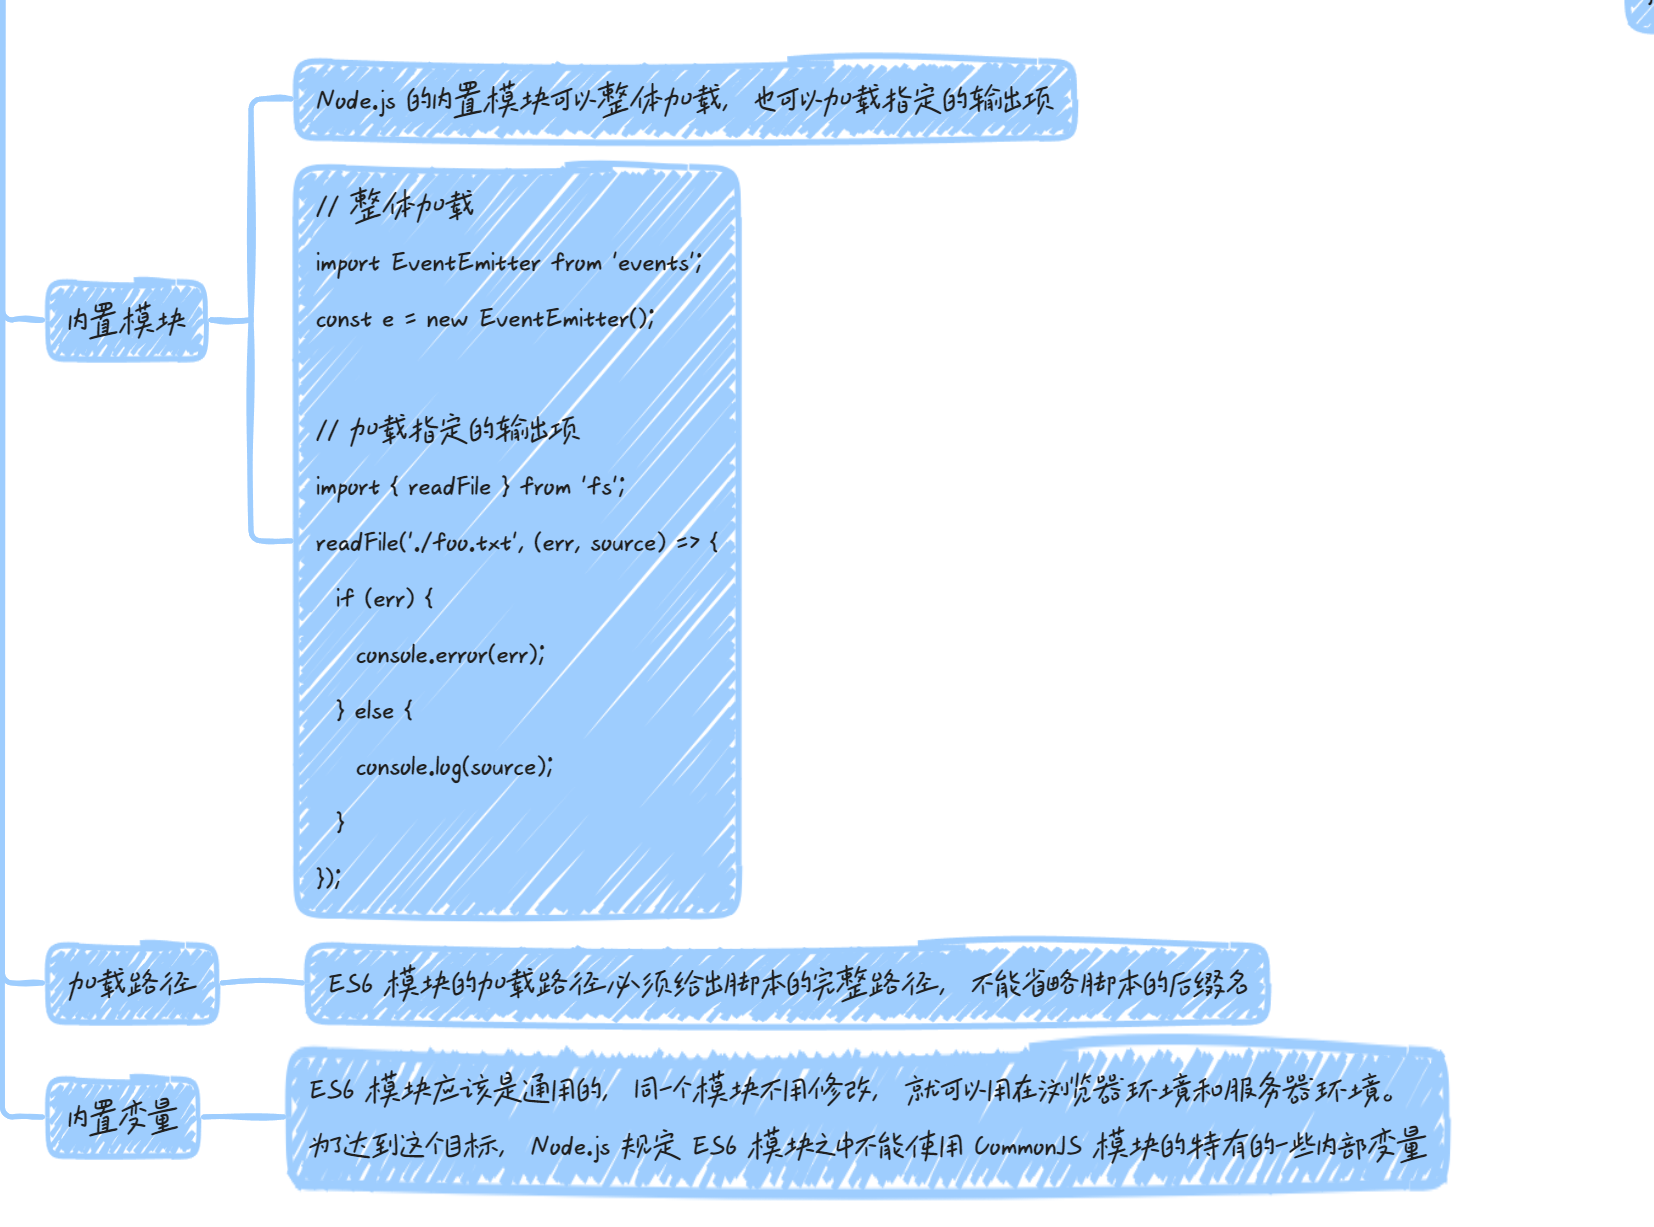 Node.js 的内置模块可以整体加载，也可以加载指定的输出项
内置模块
// 整体加载
import EventEmitter from 'events';
const e = new EventEmitter();
// 加载指定的输出项
import { readFile } from 'fs';
readFile('./foo.txt', (err, source) => {
if (err) {
console.error(err);
} else {
console.log(source);
}
});
加载路径
ES6 模块的加载路径必须给出脚本的完整路径，不能省略脚本的后缀名
内置变量
ES6 模块应该是通用的，同一个模块不用修改，就可以用在浏览器环境和服务器环境。
为了达到这个目标，Node.js 规定 ES6 模块之中不能使用 CommonJS 模块的特有的一些内部变量